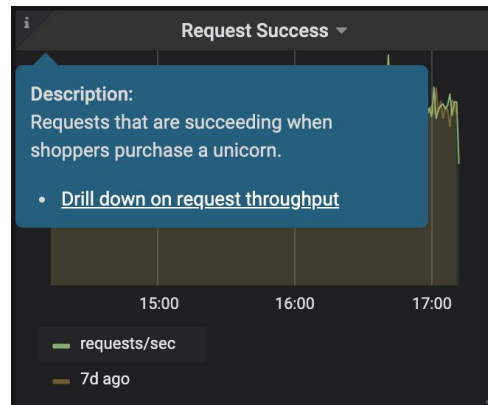 i
Request Success
Description:
Requests that are succeeding when
shoppers purchase a unicorn.
• Drill down on request throughput
15:00 16:00 17:00
requests/sec
7d ago